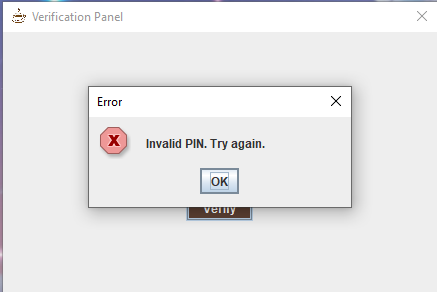 Verification Panel
Error
Invalid PIN. Try again.
OK
Verify